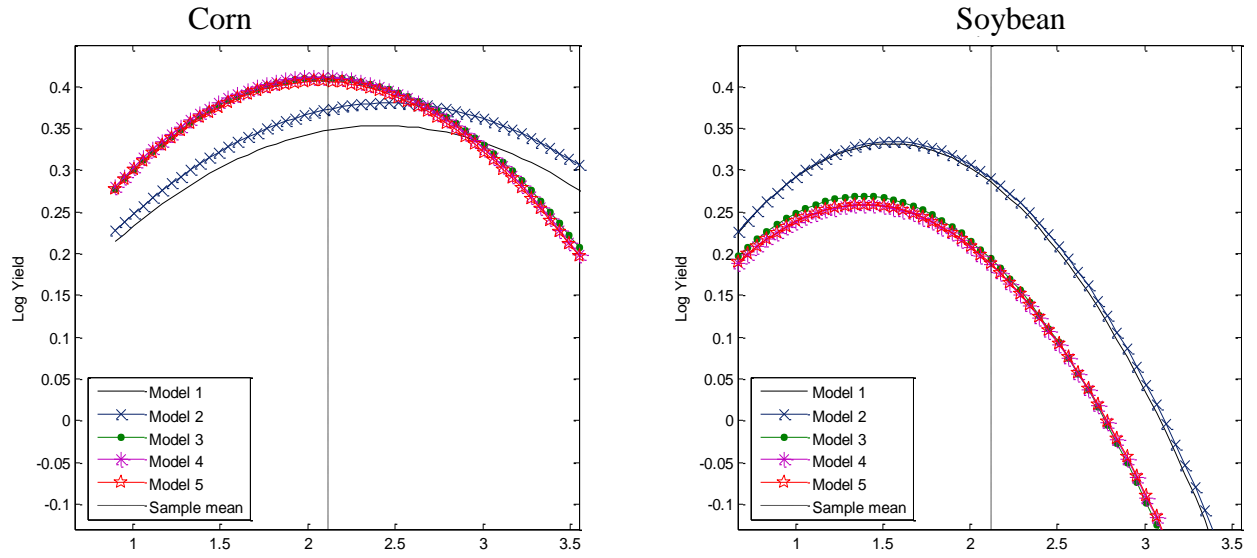 Corn
Log Yield
0.4
0.35
0.3
0.25
0.2
0.15
0.1
0.05
0
-0.05
-0.1
Model 1
Model 2
Model 3
Model 4
Model 5
Sample mean
1 1.5 2 2.5 3 3.5
Soybean
Log Yield
0.4
0.35
0.3
0.25
0.2
0.15
0.1
0.05
0
-0.05
-0.1
Model 1
Model 2
Model 3
Model 4
Model 5
Sample mean
1 1.5 2 2.5 3 3.5